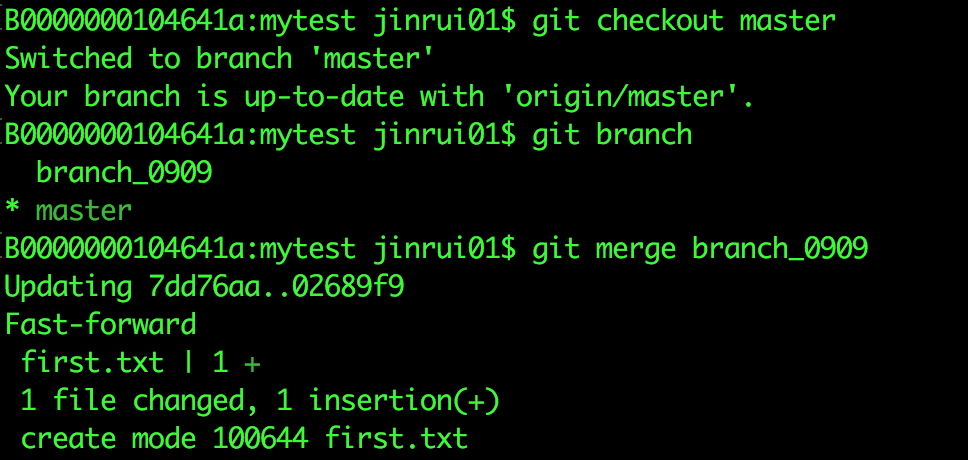 B0000000104641a:mytest jinrui01$ git checkout master
Switched to branch 'master'
Your branch is up-to-date with 'origin/master'.
B0000000104641a:mytest jinrui01$ git branch
  branch_0909
* master
B0000000104641a:mytest jinrui01$ git merge branch_0909
Updating 7dd76aa..02689f9
Fast-forward
 first.txt | 1 +
 1 file changed, 1 insertion(+)
 create mode 100644 first.txt